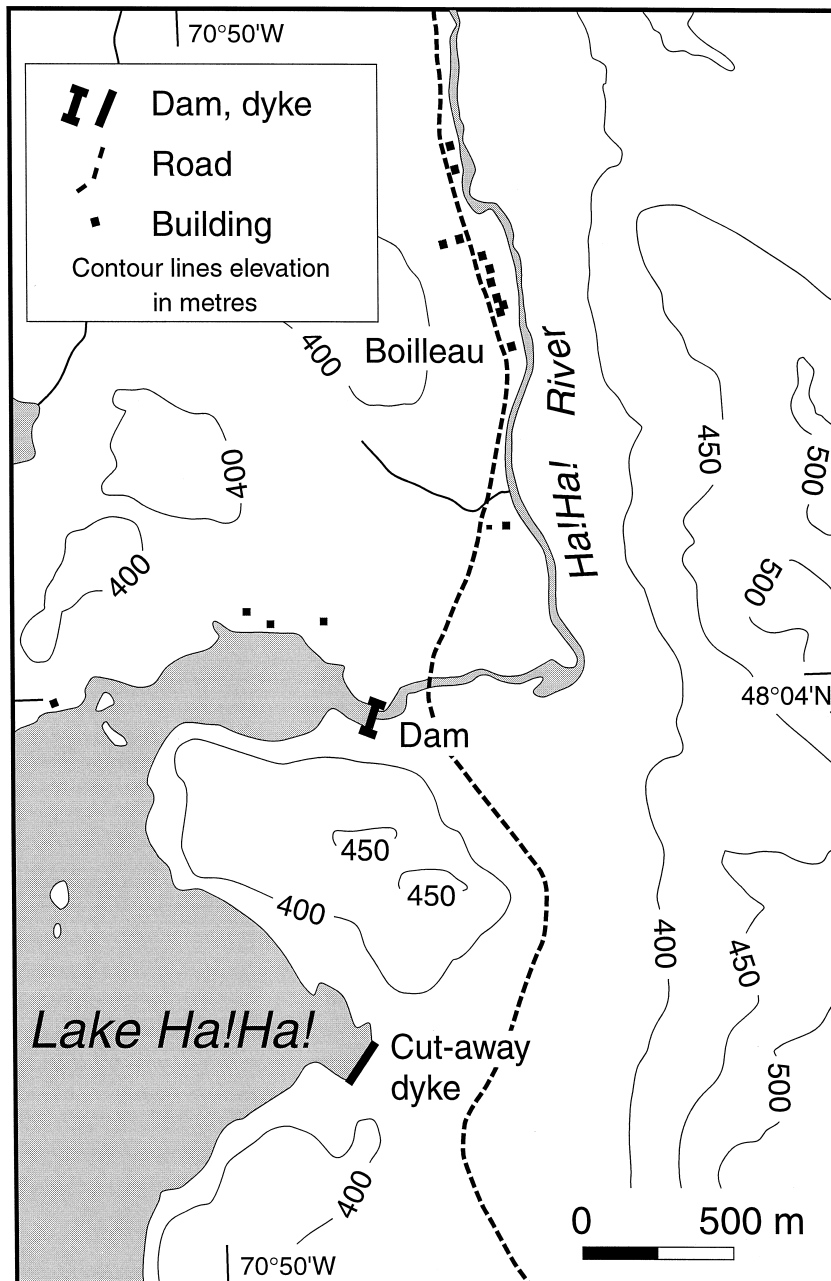 70°50'W
Dam, dyke
Road
Building
Contour lines elevation
in metres
400
Boilleau
Ha!Ha! River
450
500
400
400
500
48°04'N
Dam
450
450
400
400
450
Lake Ha!Ha!
Cut-away
dyke
500
400
0 500 m
70°50'W